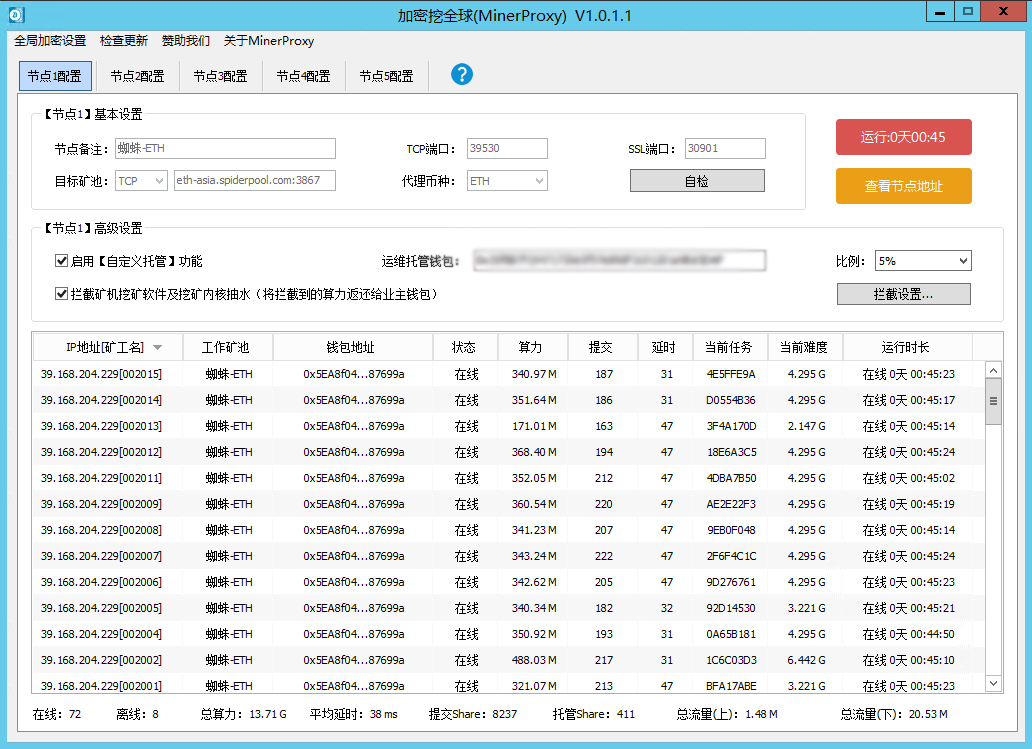 加密挖全球(MinerProxy) V1.0.1.1
全局加密设置 检查更新 赞助我们 关于MinerProxy
节点1配置 节点2配置 节点3配置 节点4配置 节点5配置 ?
【节点1】基本设置
节点备注： 蜘蛛-ETH TCP端口： 39530 SSL端口： 30901 运行:0天00:45
目标矿池： TCP eth-asia.spiderpool.com:3867 代理币种： ETH 自检 查看节点地址
【节点1】高级设置
启用【自定义托管】功能 运维托管钱包： 比例： 5%
拦截矿机挖矿软件及挖矿内核抽水（将拦截到的算力返还给业主钱包） 拦截设置...
IP地址[矿工名] 工作矿池 钱包地址 状态 算力 提交 延时 当前任务 当前难度 运行时长
39.168.204.229[002015] 蜘蛛-ETH 0x5EA8f04...87699a 在线 340.97 M 187 31 4E5FFE9A 4.295 G 在线 0天 00:45:23
39.168.204.229[002014] 蜘蛛-ETH 0x5EA8f04...87699a 在线 351.64 M 186 31 D0554B36 4.295 G 在线 0天 00:45:17
39.168.204.229[002013] 蜘蛛-ETH 0x5EA8f04...87699a 在线 171.01 M 163 47 3F4A170D 2.147 G 在线 0天 00:45:14
39.168.204.229[002012] 蜘蛛-ETH 0x5EA8f04...87699a 在线 368.40 M 194 47 18E6A3C5 4.295 G 在线 0天 00:45:24
39.168.204.229[002011] 蜘蛛-ETH 0x5EA8f04...87699a 在线 352.05 M 212 47 4DBA7B50 4.295 G 在线 0天 00:45:02
39.168.204.229[002009] 蜘蛛-ETH 0x5EA8f04...87699a 在线 360.54 M 220 47 AE2E22F3 4.295 G 在线 0天 00:45:19
39.168.204.229[002008] 蜘蛛-ETH 0x5EA8f04...87699a 在线 341.23 M 207 47 9EB0F048 4.295 G 在线 0天 00:45:14
39.168.204.229[002007] 蜘蛛-ETH 0x5EA8f04...87699a 在线 343.24 M 222 47 2F6F4C1C 4.295 G 在线 0天 00:45:24
39.168.204.229[002006] 蜘蛛-ETH 0x5EA8f04...87699a 在线 342.62 M 205 47 9D276761 4.295 G 在线 0天 00:45:23
39.168.204.229[002005] 蜘蛛-ETH 0x5EA8f04...87699a 在线 340.34 M 182 32 92D14530 3.221 G 在线 0天 00:45:21
39.168.204.229[002004] 蜘蛛-ETH 0x5EA8f04...87699a 在线 350.92 M 193 31 0A65B181 4.295 G 在线 0天 00:44:50
39.168.204.229[002002] 蜘蛛-ETH 0x5EA8f04...87699a 在线 488.03 M 217 31 1C6C03D3 6.442 G 在线 0天 00:45:10
39.168.204.229[002001] 蜘蛛-ETH 0x5EA8f04...87699a 在线 321.07 M 213 47 BFA17ABE 3.221 G 在线 0天 00:45:23
在线： 72 离线： 8 总算力： 13.71 G 平均延时： 38 ms 提交Share： 8237 托管Share： 411 总流量(上)： 1.48 M 总流量(下)： 20.53 M